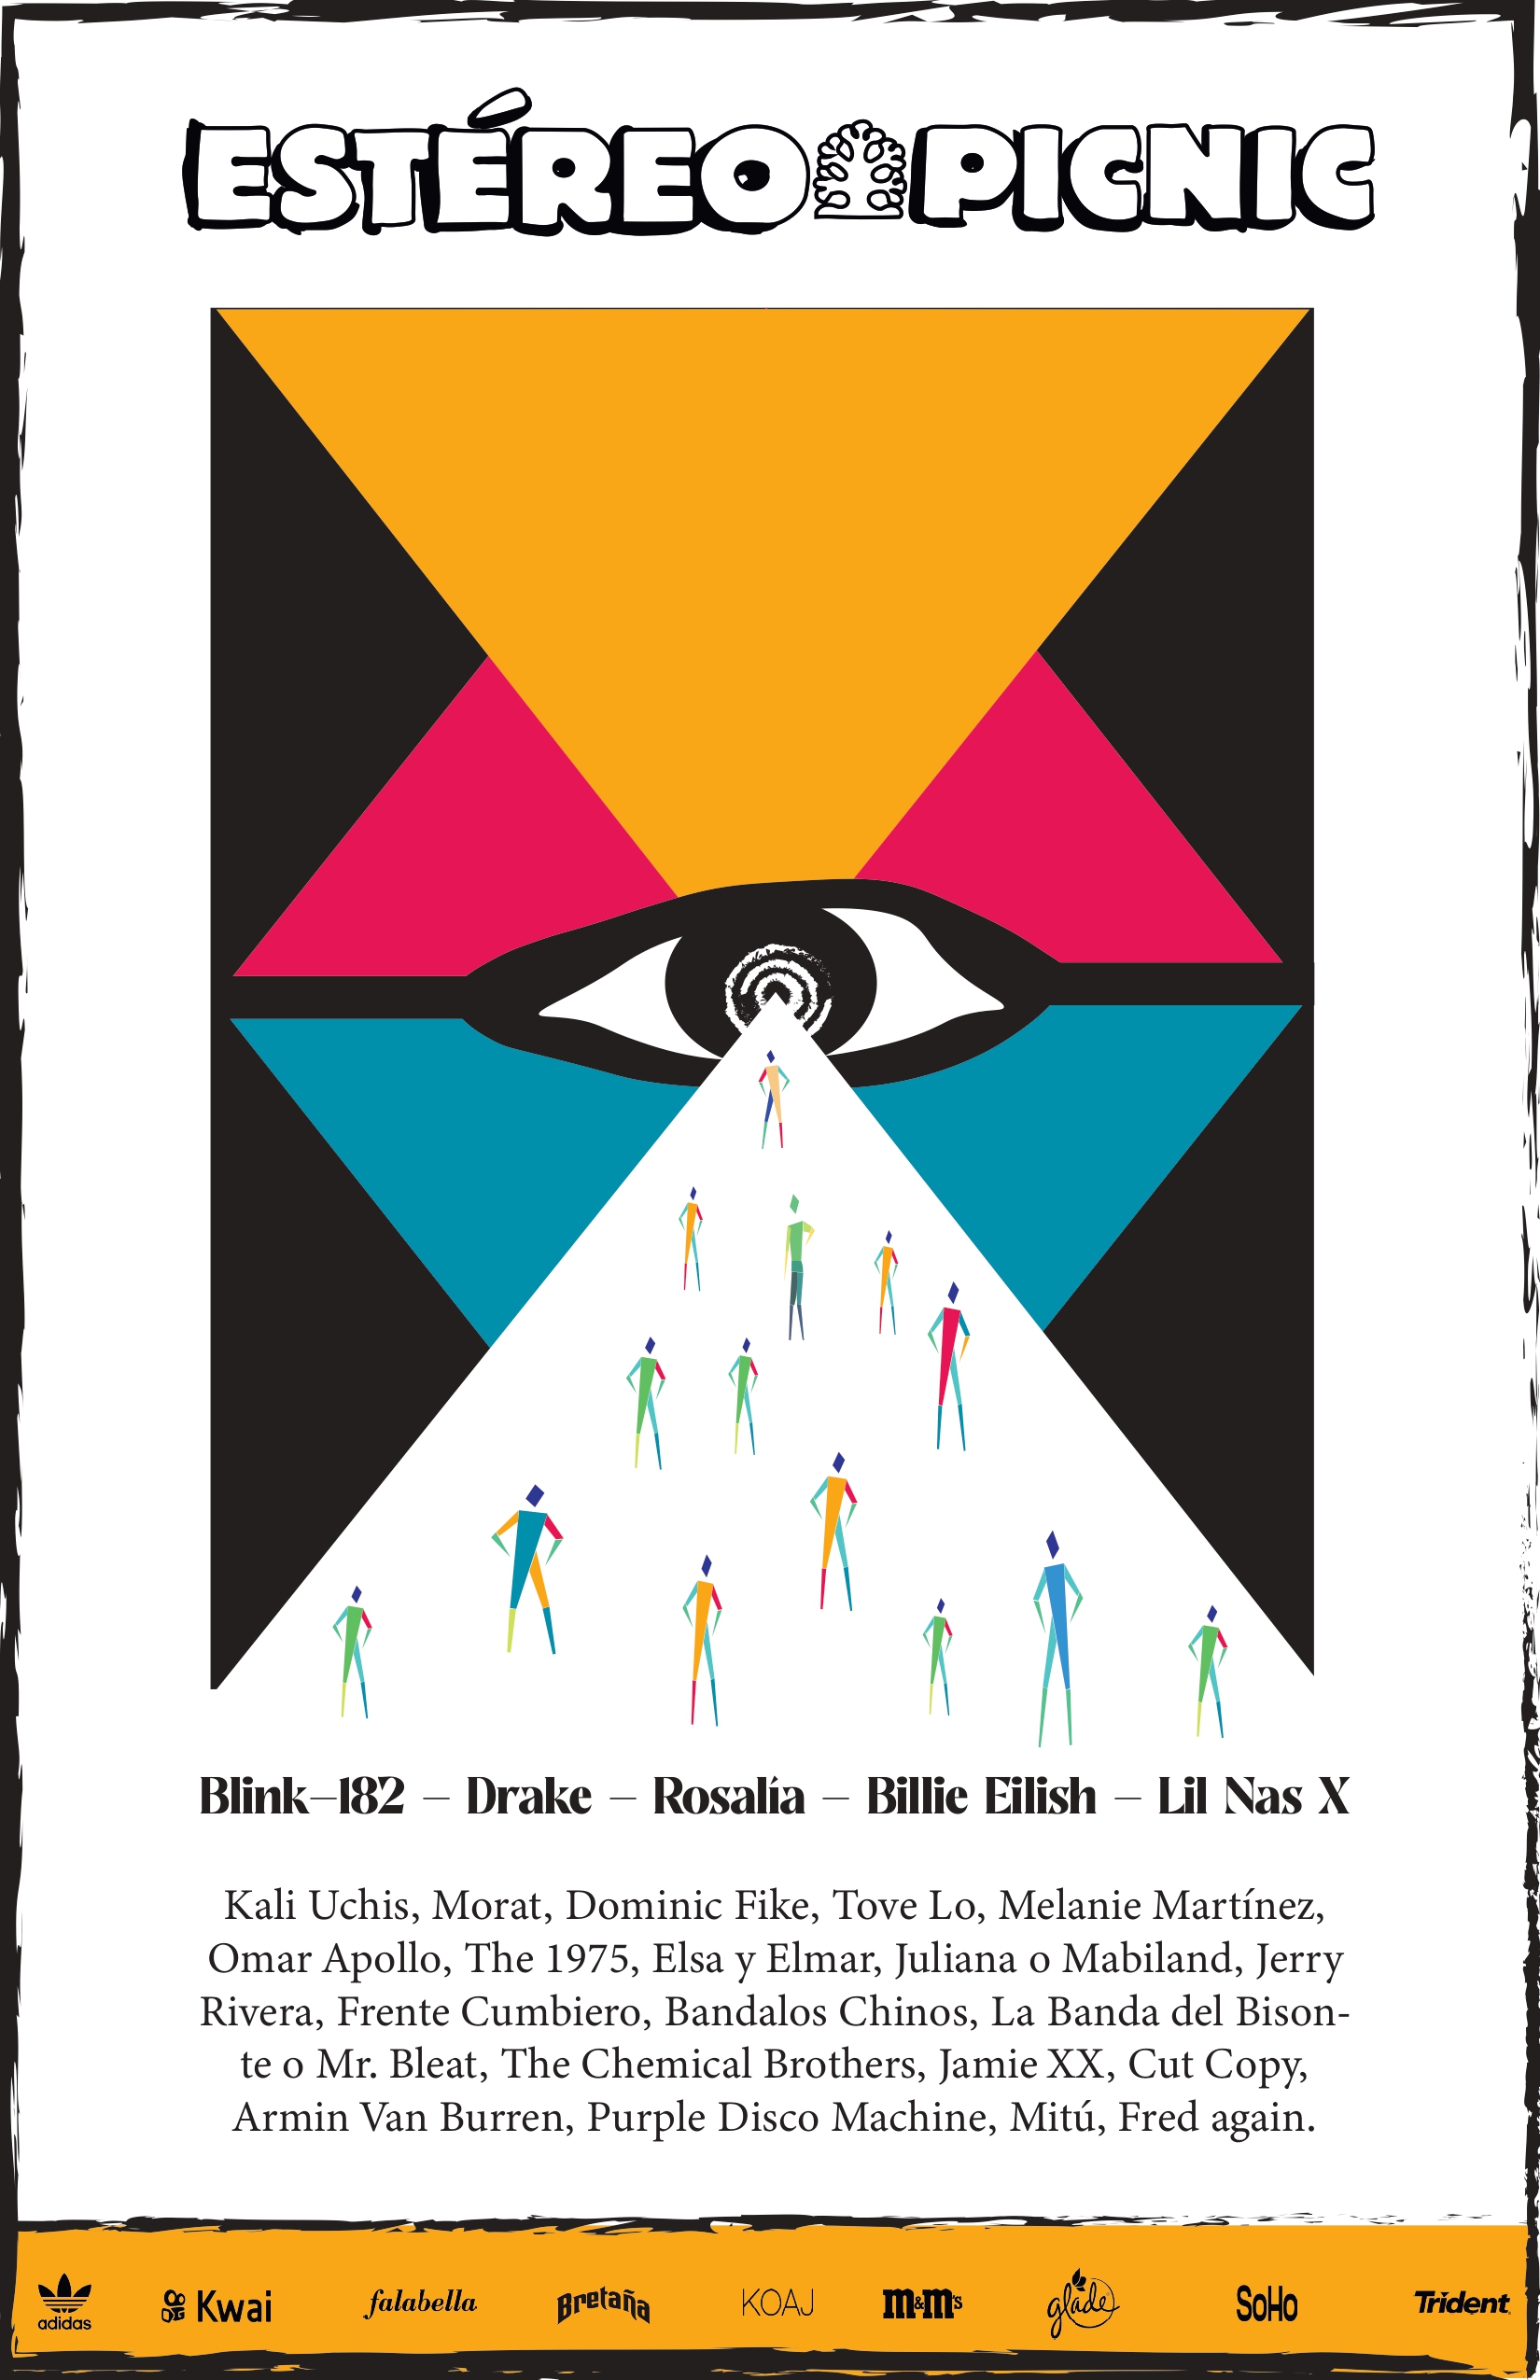 ESTÉREO PICNIC
Blink-182 – Drake – Rosalía – Billie Eilish – Lil Nas X
Kali Uchis, Morat, Dominic Fike, Tove Lo, Melanie Martínez,
Omar Apollo, The 1975, Elsa y Elmar, Juliana o Mabiland, Jerry
Rivera, Frente Cumbiero, Bandalos Chinos, La Banda del Bison-
te o Mr. Bleat, The Chemical Brothers, Jamie XX, Cut Copy,
Armin Van Burren, Purple Disco Machine, Mitú, Fred again.
adidas Kwai falabella Bretaña KOAJ m&m's glade SoHo Trident